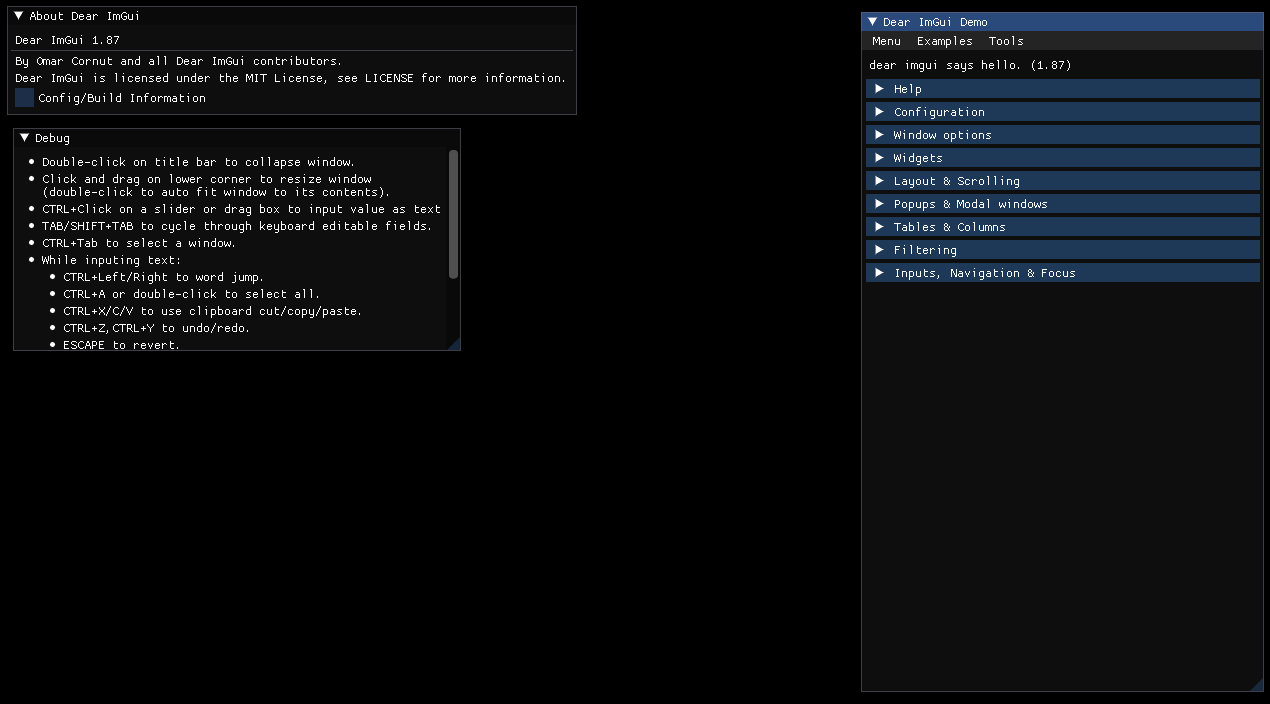 About Dear ImGui
Dear ImGui 1.87
By Omar Cornut and all Dear ImGui contributors.
Dear ImGui is licensed under the MIT License, see LICENSE for more information.
Config/Build Information
Debug
Double-click on title bar to collapse window.
Click and drag on lower corner to resize window
(double-click to auto fit window to its contents).
CTRL+Click on a slider or drag box to input value as text
TAB/SHIFT+TAB to cycle through keyboard editable fields.
CTRL+Tab to select a window.
While inputing text:
CTRL+Left/Right to word jump.
CTRL+A or double-click to select all.
CTRL+X/C/V to use clipboard cut/copy/paste.
CTRL+Z,CTRL+Y to undo/redo.
ESCAPE to revert.
Dear ImGui Demo
Menu Examples Tools
dear imgui says hello. (1.87)
Help
Configuration
Window options
Widgets
Layout & Scrolling
Popups & Modal windows
Tables & Columns
Filtering
Inputs, Navigation & Focus